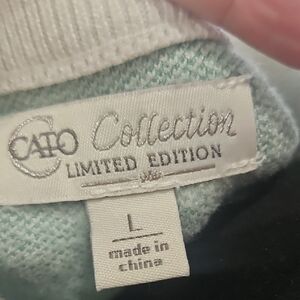 CATO Collection
LIMITED EDITION
L
made in
china